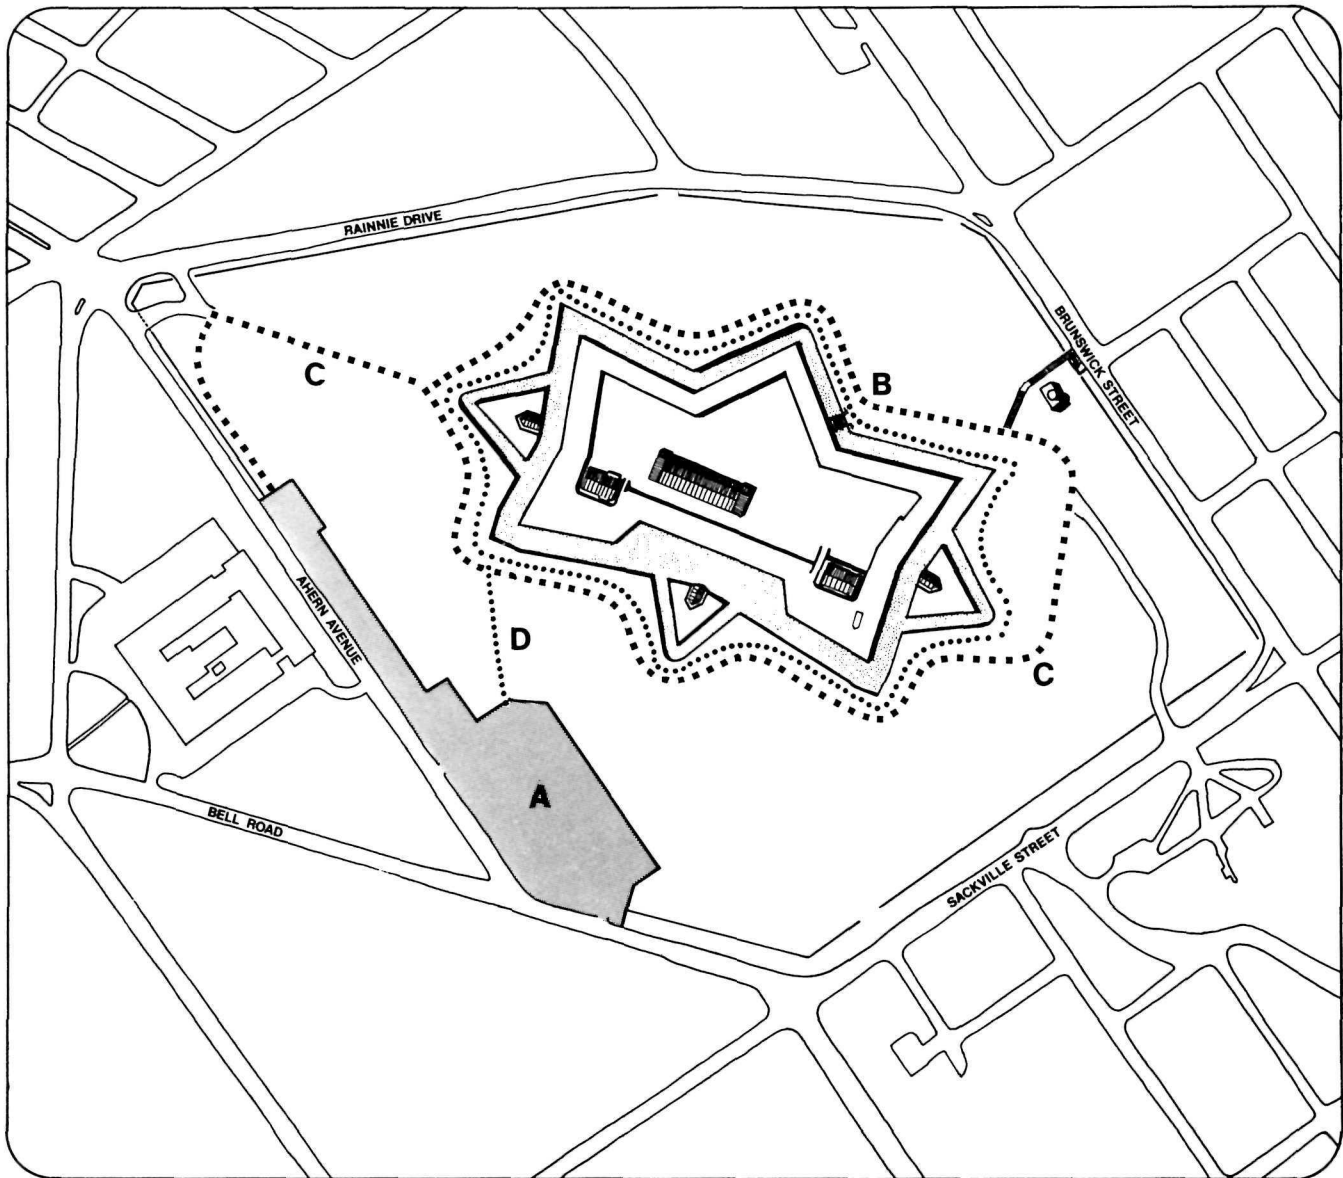 RAINNIE DRIVE
BRUNSWICK STREET
C
B
AHERN AVENUE
D
C
A
BELL ROAD
SACKVILLE STREET